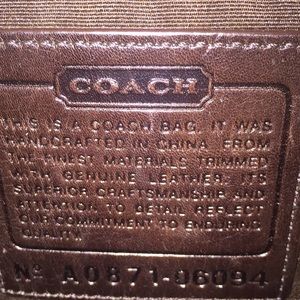 COACH
THIS IS A COACH BAG. IT WAS
HANDCRAFTED IN CHINA FROM
THE FINEST MATERIALS TRIMMED
WITH GENUINE LEATHER. ITS
SUPERIOR CRAFTSMANSHIP AND
ATTENTION TO DETAIL REFLECT
OUR COMMITMENT TO ENDURING
QUALITY.
Nº A0871-06094